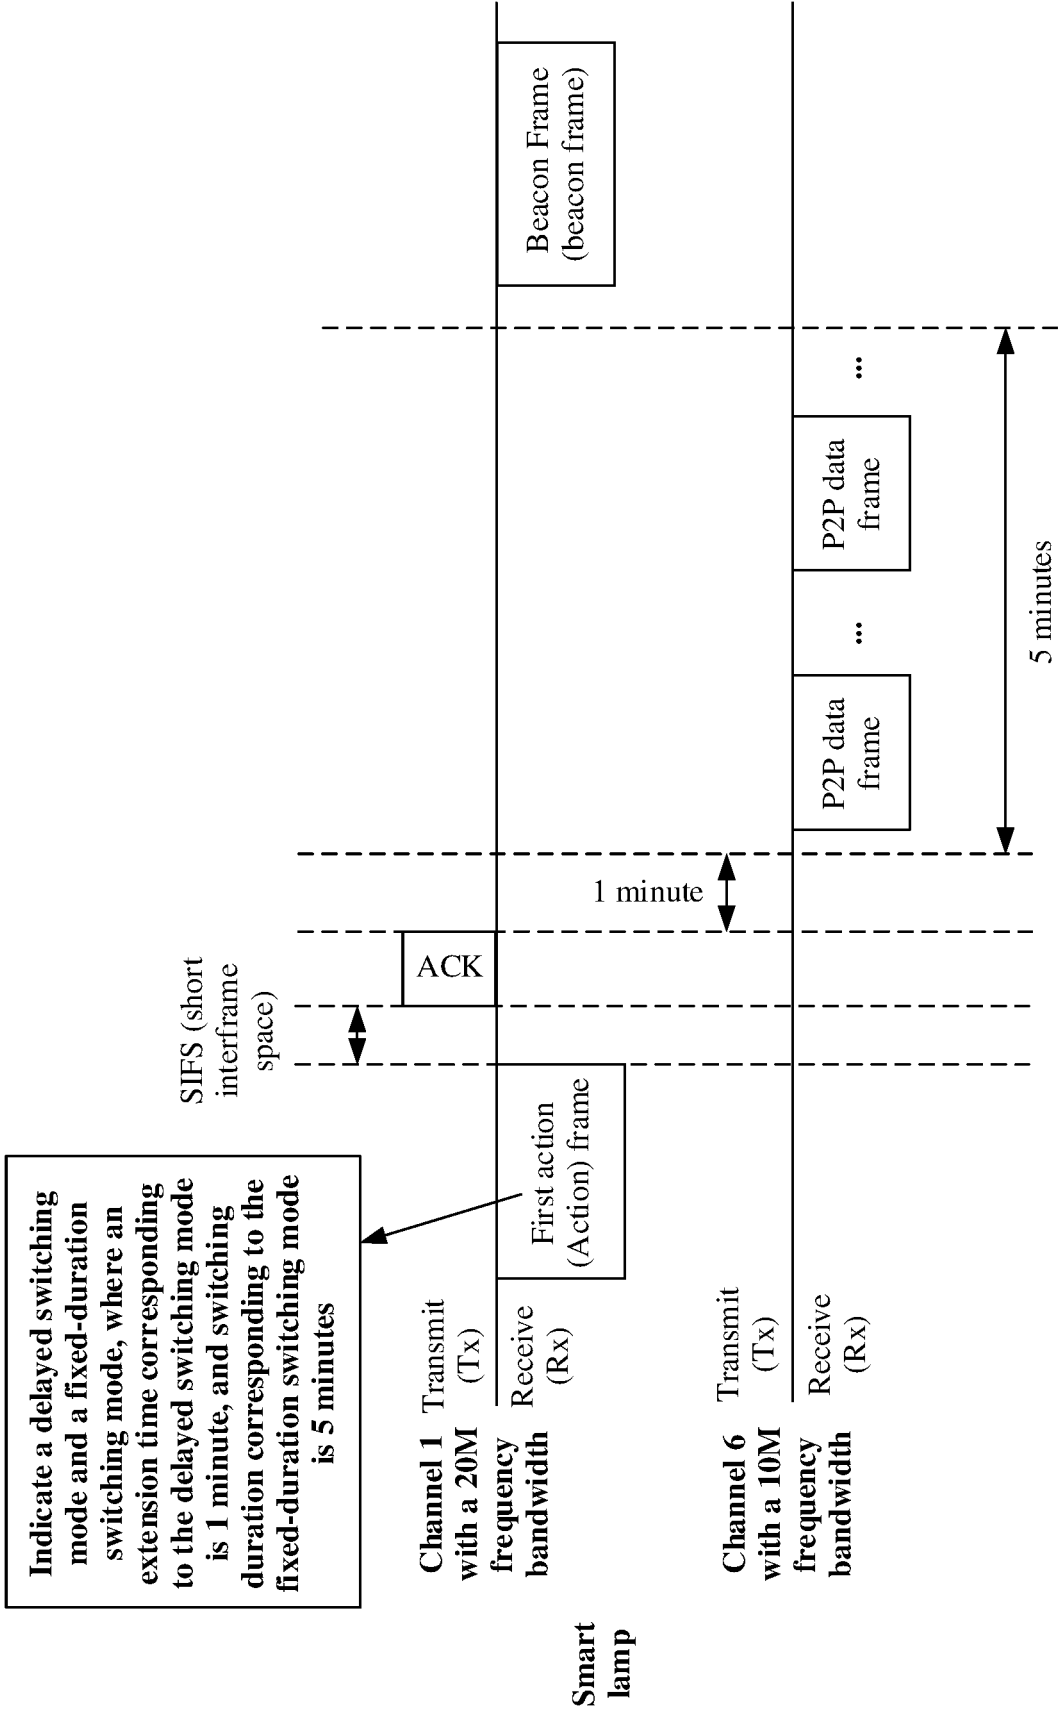 Indicate a delayed switching
mode and a fixed-duration
switching mode, where an
extension time corresponding
to the delayed switching mode
is 1 minute, and switching
duration corresponding to the
fixed-duration switching mode
is 5 minutes
SIFS (short
interframe
space)
Smart
lamp
Channel 1
with a 20M
frequency
bandwidth
Transmit
(Tx)
Receive
(Rx)
First action
(Action) frame
ACK
Beacon Frame
(beacon frame)
1 minute
Channel 6
with a 10M
frequency
bandwidth
Transmit
(Tx)
Receive
(Rx)
P2P data
frame
...
P2P data
frame
...
5 minutes